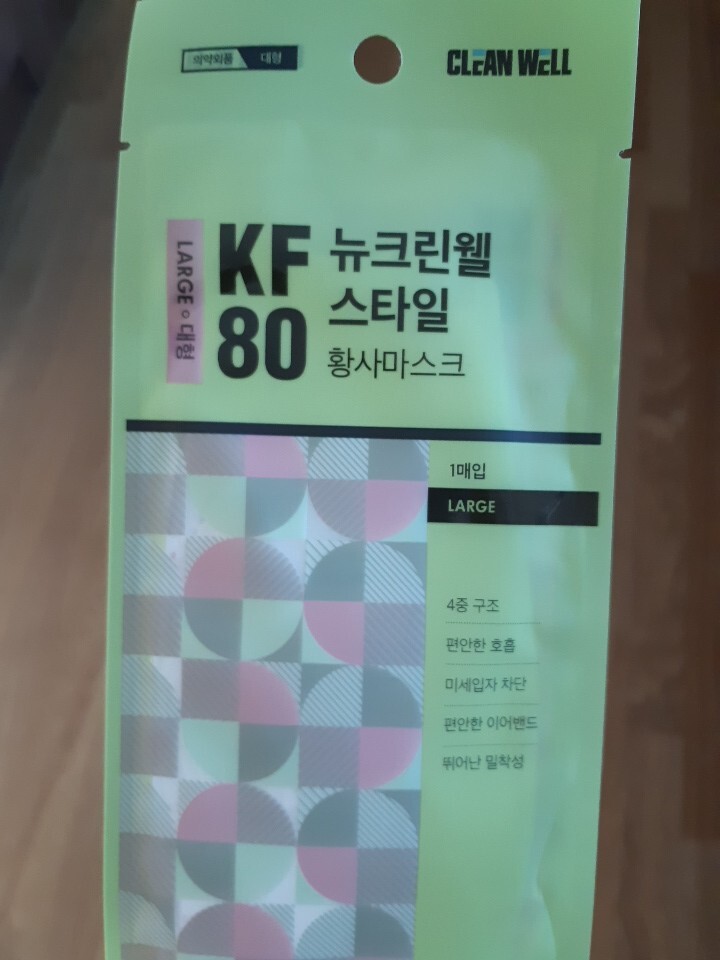 의약외품 대형
CLEAN WELL
LARGE 대형
KF
80
뉴크린웰
스타일
황사마스크
1매입
LARGE
4중 구조
편안한 호흡
미세입자 차단
편안한 이어밴드
뛰어난 밀착성